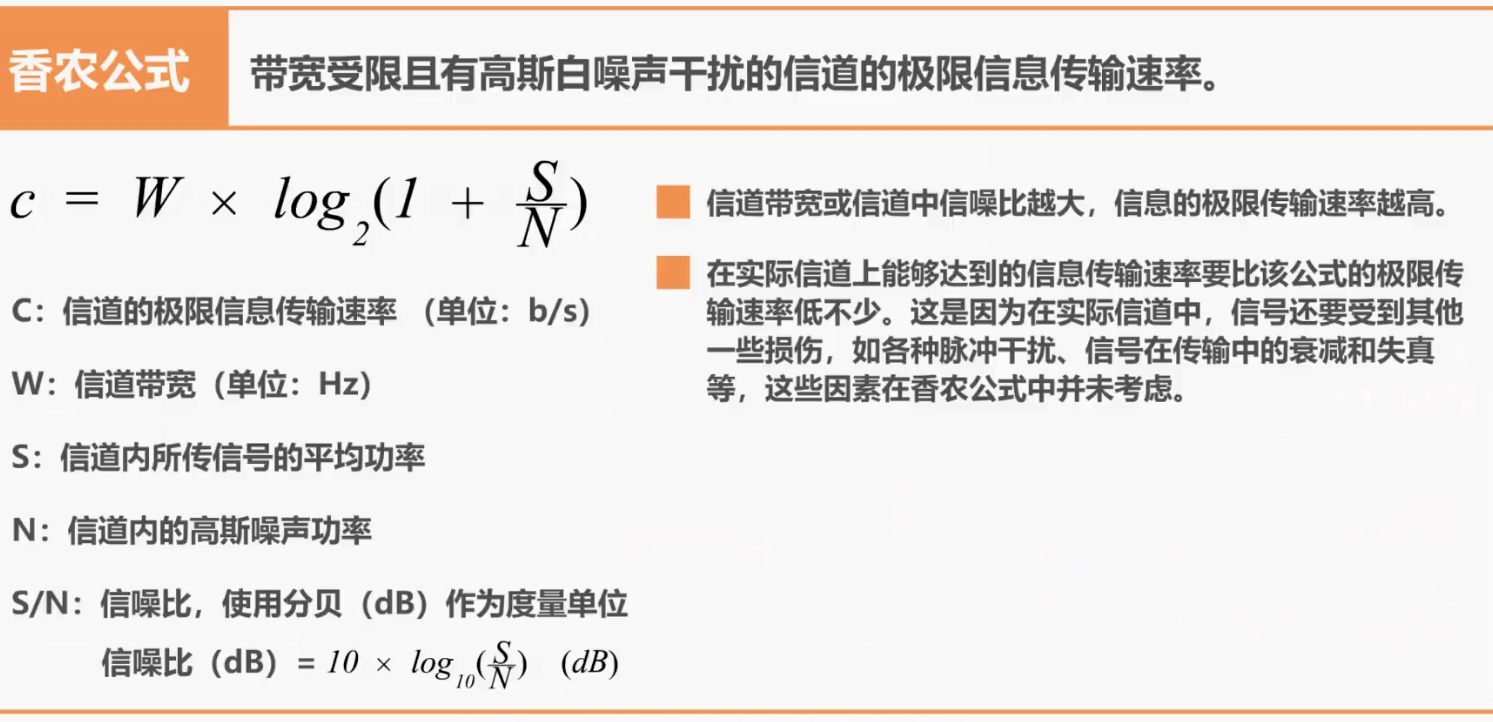 香农公式
带宽受限且有高斯白噪声干扰的信道的极限信息传输速率。
c = W × log₂(1 + S/N)
C：信道的极限信息传输速率 （单位：b/s）
W：信道带宽（单位：Hz）
S：信道内所传信号的平均功率
N：信道内的高斯噪声功率
S/N：信噪比，使用分贝（dB）作为度量单位
信噪比（dB）= 10 × log₁₀(S/N) (dB)
信道带宽或信道中信噪比越大，信息的极限传输速率越高。
在实际信道上能够达到的信息传输速率要比该公式的极限传
输速率低不少。这是因为在实际信道中，信号还要受到其他
一些损伤，如各种脉冲干扰、信号在传输中的衰减和失真
等，这些因素在香农公式中并未考虑。